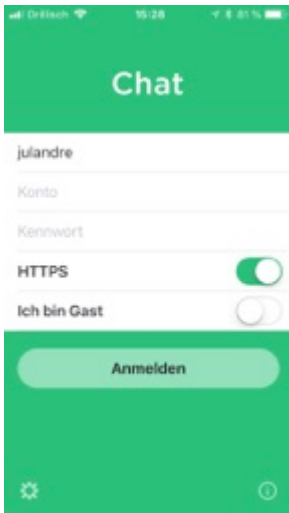 Drillisch 15:28 81 %
Chat
julandre
Konto
Kennwort
HTTPS
Ich bin Gast
Anmelden